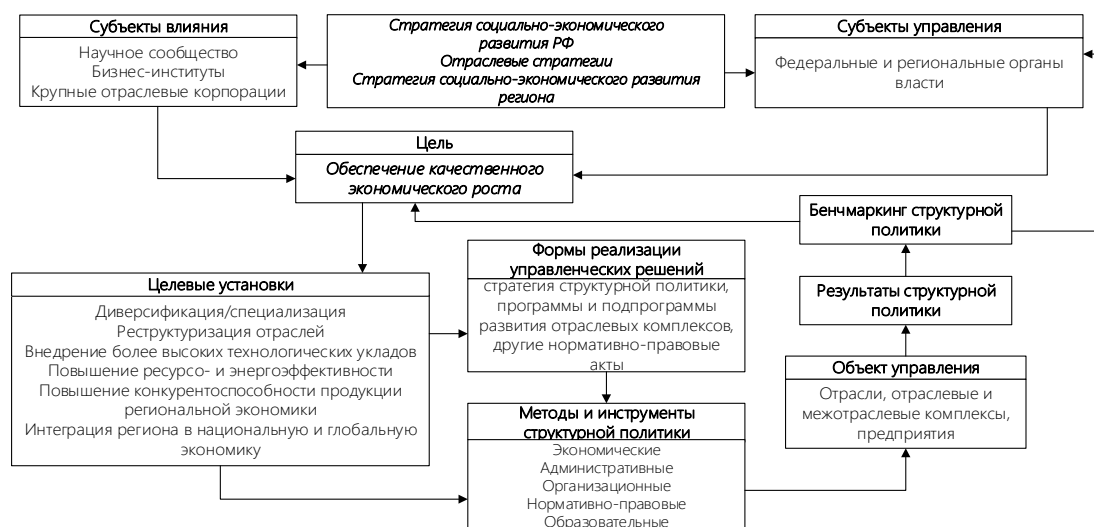 Субъекты влияния
Научное сообщество
Бизнес-институты
Крупные отраслевые корпорации
Стратегия социально-экономического
развития РФ
Отраслевые стратегии
Стратегия социально-экономического развития
региона
Субъекты управления
Федеральные и региональные органы
власти
Цель
Обеспечение качественного
экономического роста
Бенчмаркинг структурной
политики
Формы реализации
управленческих решений
стратегия структурной политики,
программы и подпрограммы
развития отраслевых комплексов,
другие нормативно-правовые
акты
Целевые установки
Диверсификация/специализация
Реструктуризация отраслей
Внедрение более высоких технологических укладов
Повышение ресурсо- и энергоэффективности
Повышение конкурентоспособности продукции
региональной экономики
Интеграция региона в национальную и глобальную
экономику
Результаты структурной
политики
Объект управления
Отрасли, отраслевые и
межотраслевые комплексы,
предприятия
Методы и инструменты
структурной политики
Экономические
Административные
Организационные
Нормативно-правовые
Образовательные